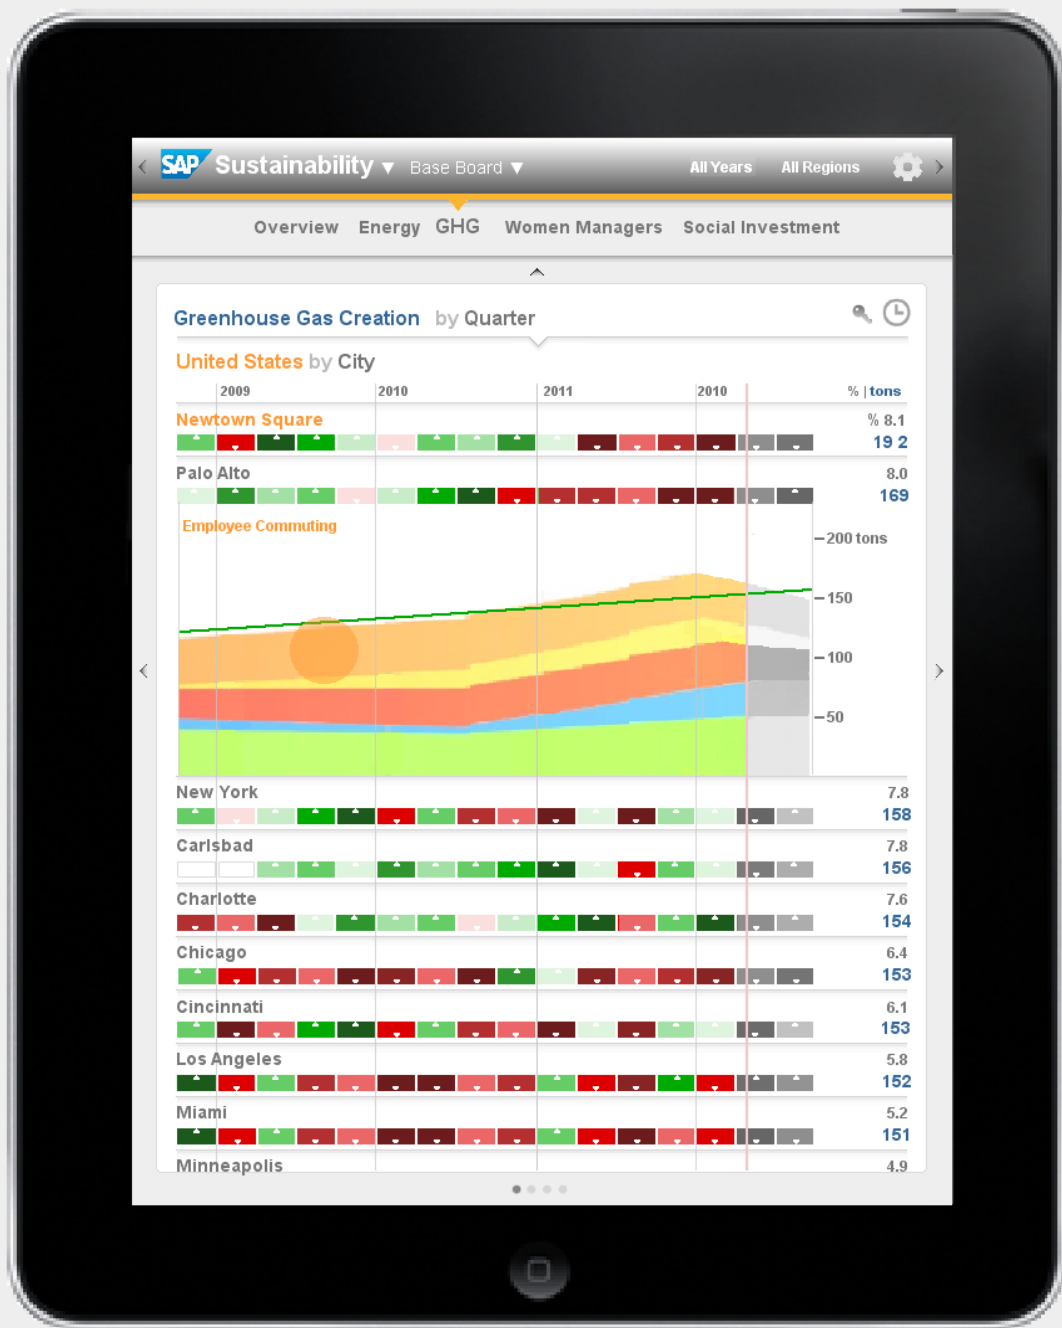 SAP Sustainability Base Board All Years All Regions
Overview Energy GHG Women Managers Social Investment
Greenhouse Gas Creation by Quarter
United States by City
2009 2010 2011 2010 % | tons
Newtown Square % 8.1
19 2
Palo Alto 8.0
169
Employee Commuting
200 tons
150
100
50
New York 7.8
158
Carlsbad 7.8
156
Charlotte 7.6
154
Chicago 6.4
153
Cincinnati 6.1
153
Los Angeles 5.8
152
Miami 5.2
151
Minneapolis 4.9